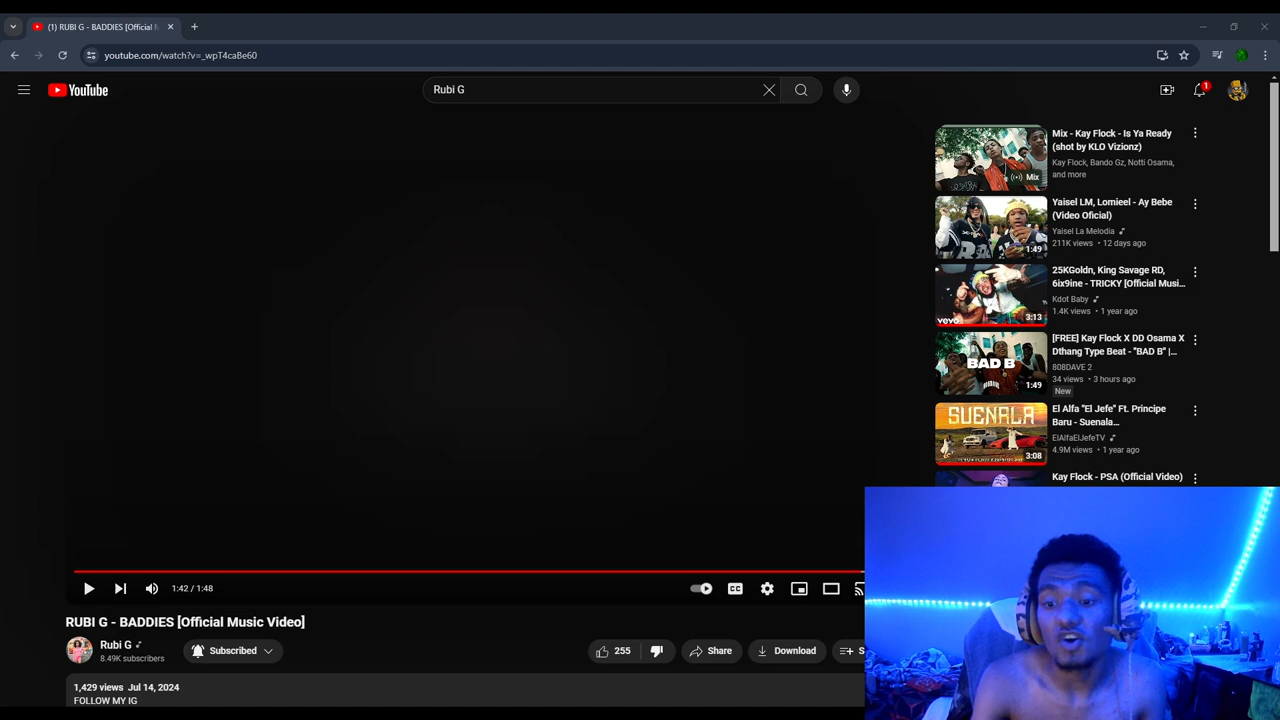 (1) RUBI G - BADDIES [Official M
youtube.com/watch?v=_wpT4caBe60
YouTube
Rubi G
1
Mix - Kay Flock - Is Ya Ready
(shot by KLO Vizionz)
Kay Flock, Bando Gz, Notti Osama,
and more
Mix
Yaisel LM, Lomieel - Ay Bebe
(Video Oficial)
Yaisel La Melodia
211K views • 12 days ago
1:49
25KGoldn, King Savage RD,
6ix9ine - TRICKY [Official Musi...
Kdot Baby
1.4K views • 1 year ago
vevo
3:13
[FREE] Kay Flock X DD Osama X
Dthang Type Beat - "BAD B" |...
808DAVE 2
34 views • 3 hours ago
New
BAD B
1:49
El Alfa "El Jefe" Ft. Principe
Baru - Suenala...
ElAlfaElJefeTV
4.9M views • 1 year ago
SUENALA
3:08
Kay Flock - PSA (Official Video)
1:42 / 1:48
CC
RUBI G - BADDIES [Official Music Video]
Rubi G
8.49K subscribers
Subscribed
255
Share
Download
S
1,429 views Jul 14, 2024
FOLLOW MY IG